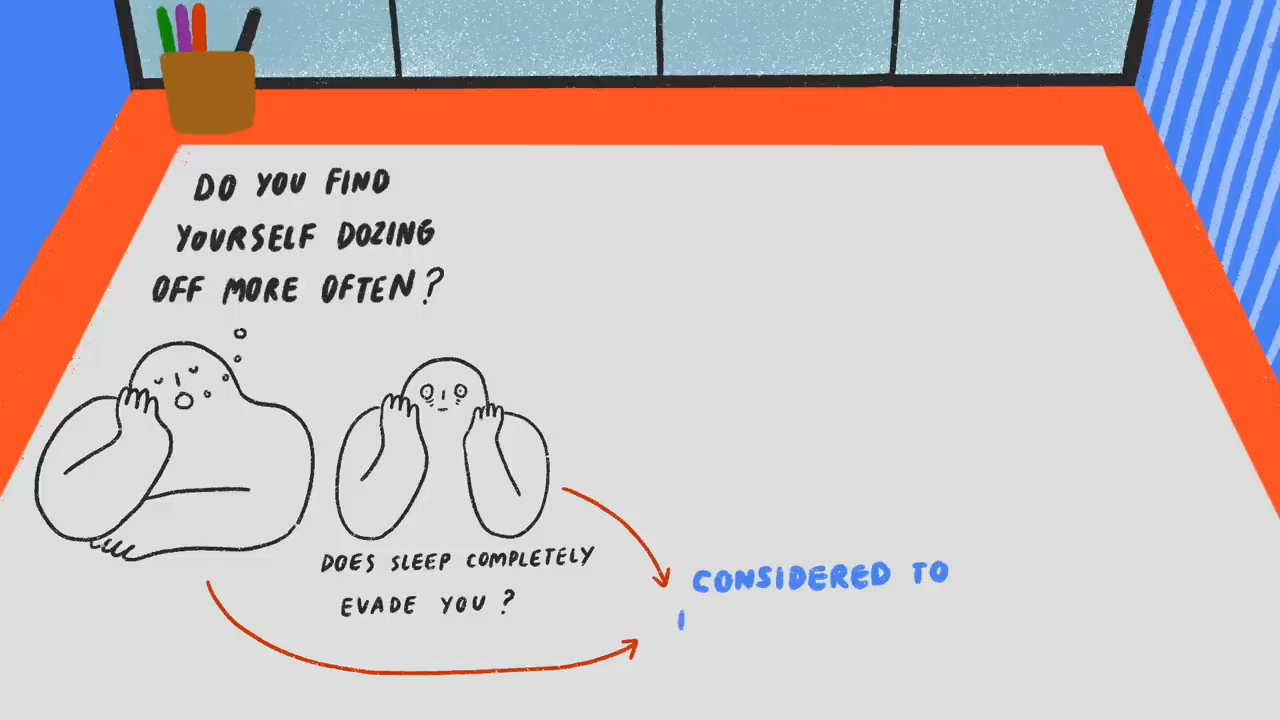 DO YOU FIND
YOURSELF DOZING
OFF MORE OFTEN?
DOES SLEEP COMPLETELY
EVADE YOU?
CONSIDERED TO